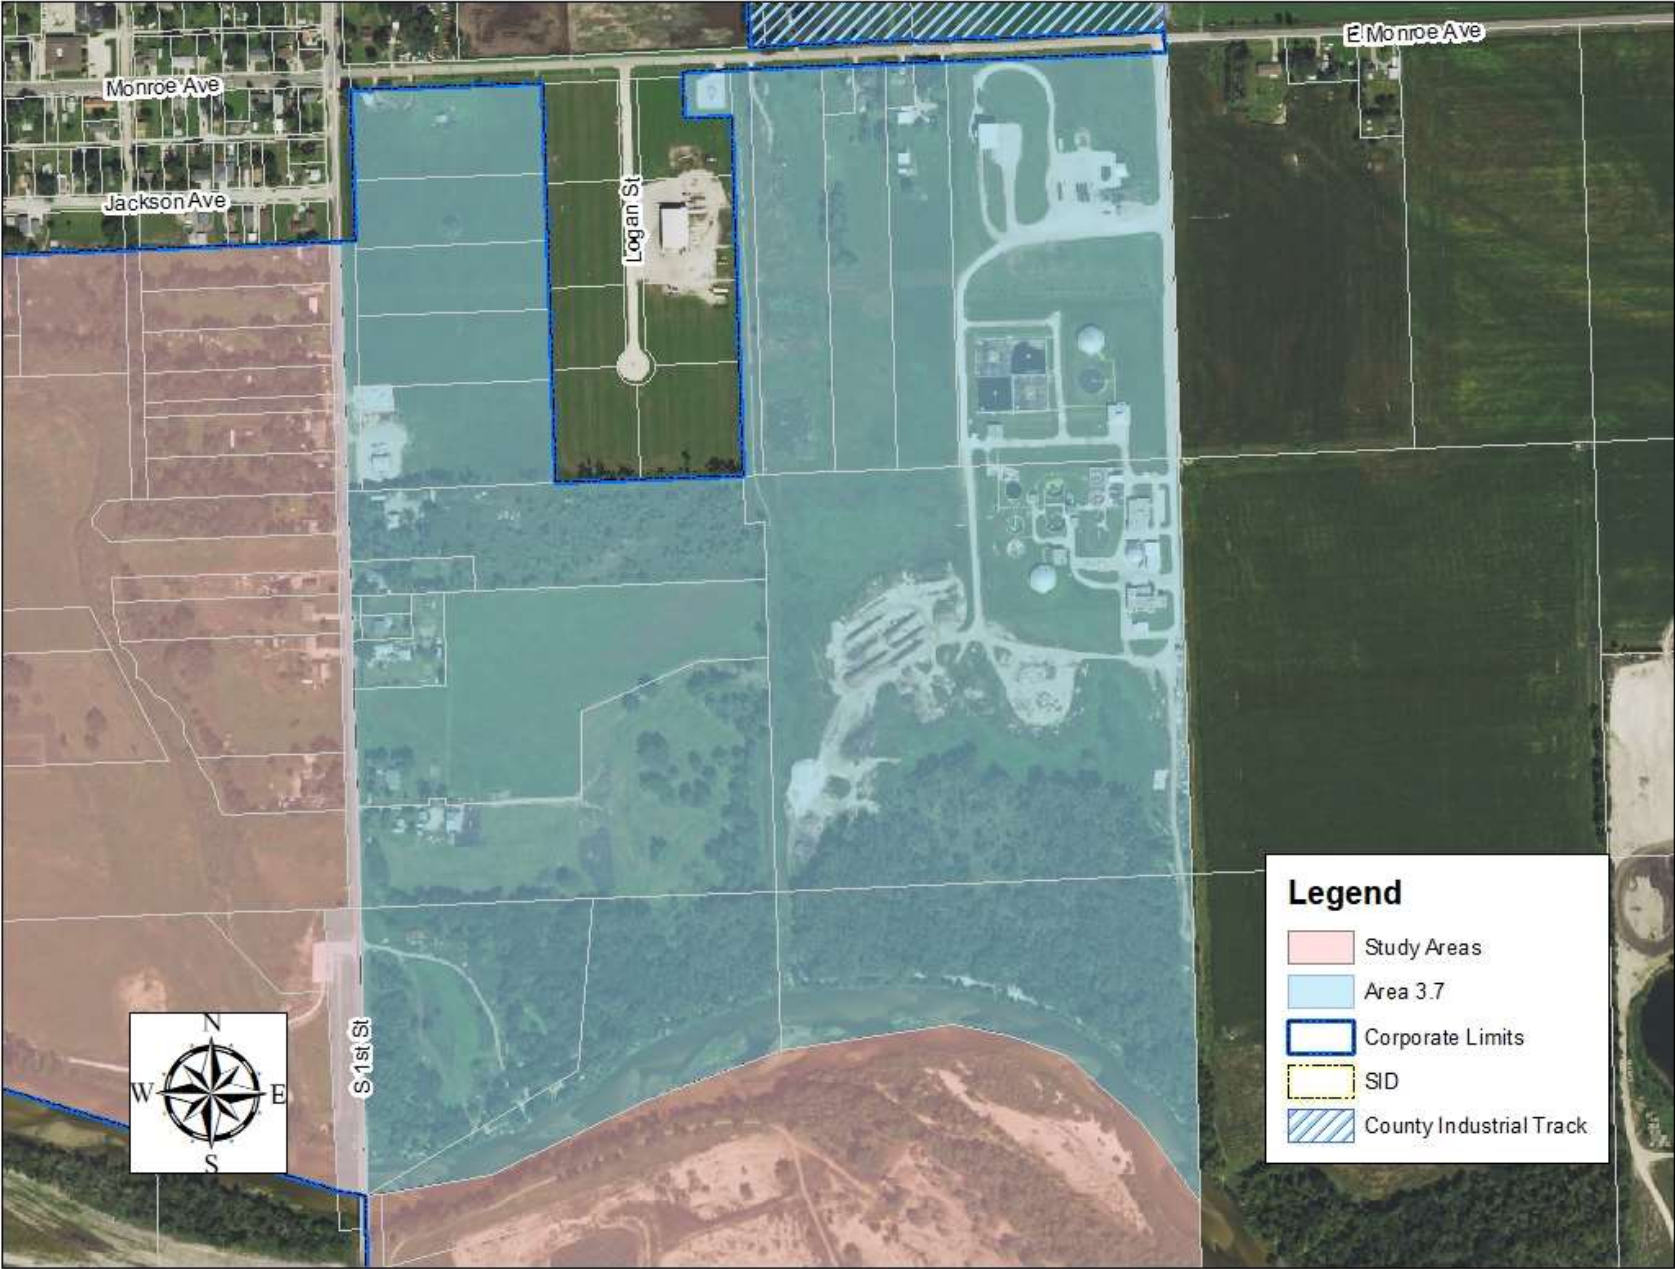 E Monroe Ave
Monroe Ave
Jackson Ave
Logan St
S 1st St
N
W E
S
Legend
Study Areas
Area 3.7
Corporate Limits
SID
County Industrial Track